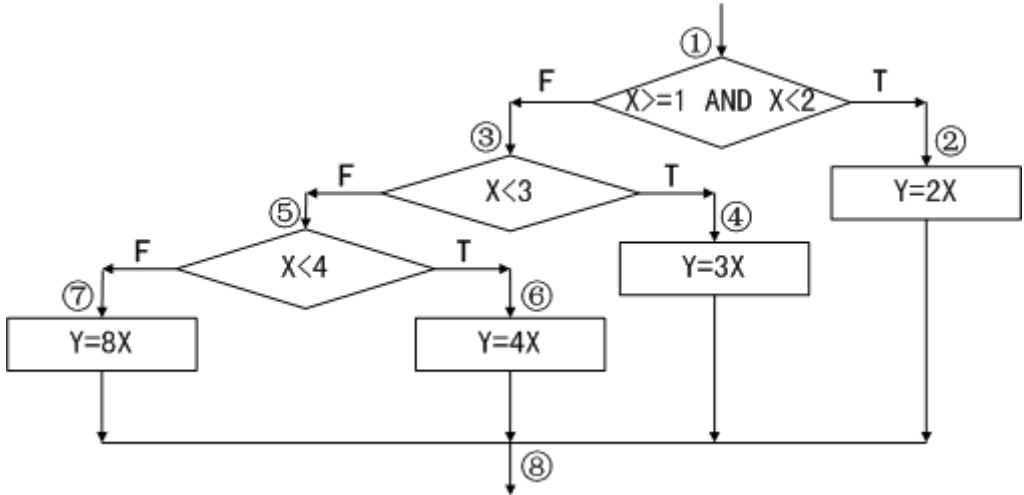 ①
F
X>=1 AND X<2
T
③
②
F
X<3
T
Y=2X
⑤
④
F
X<4
T
Y=3X
⑦
⑥
Y=8X
Y=4X
⑧